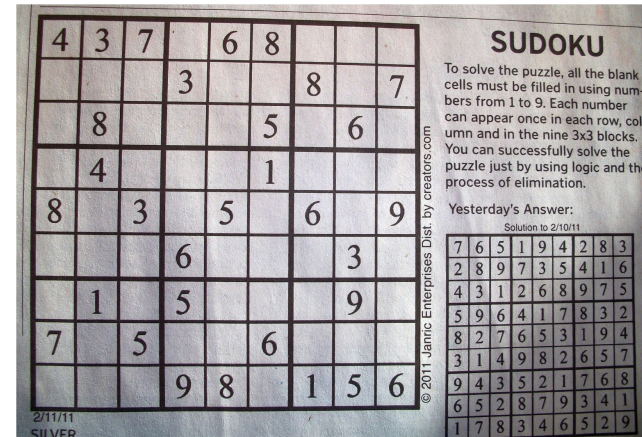 4 3 7 6 8
3 8 7
8 5 6
4 1
8 3 5 6 9
6 3
1 5 9
7 5 6
9 8 1 5 6
2/11/11
SILVER
© 2011 Janric Enterprises Dist. by creators.com
SUDOKU
To solve the puzzle, all the blank
cells must be filled in using num-
bers from 1 to 9. Each number
can appear once in each row, col
umn and in the nine 3x3 blocks.
You can successfully solve the
puzzle just by using logic and the
process of elimination.
Yesterday's Answer:
Solution to 2/10/11
7 6 5 1 9 4 2 8 3
2 8 9 7 3 5 4 1 6
4 3 1 2 6 8 9 7 5
5 9 6 4 1 7 8 3 2
8 2 7 6 5 3 1 9 4
3 1 4 9 8 2 6 5 7
9 4 3 5 2 1 7 6 8
6 5 2 8 7 9 3 4 1
1 7 8 3 4 6 5 2 9